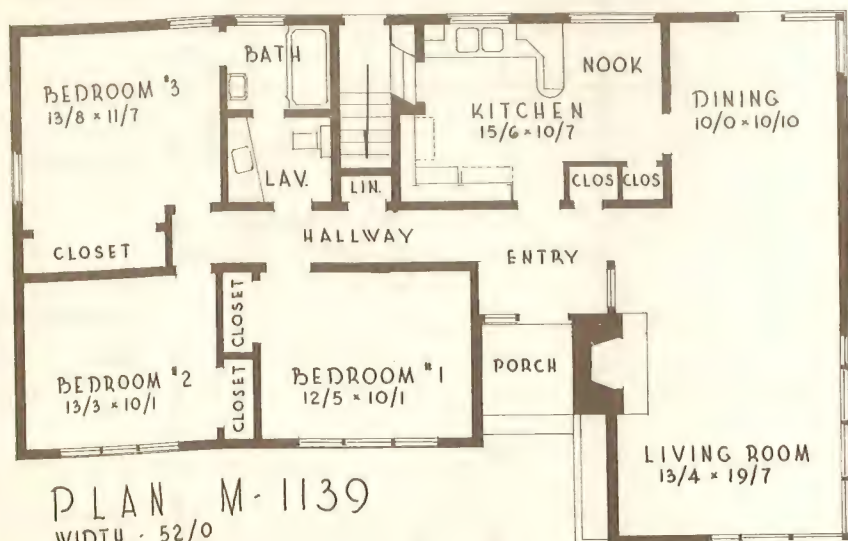 BATH
BEDROOM #3
13/8 × 11/7
NOOK
KITCHEN
15/6 × 10/7
DINING
10/0 × 10/10
LAV.
LIN.
CLOS
CLOS
HALLWAY
CLOSET
ENTRY
CLOSET
BEDROOM #2
13/3 × 10/1
CLOSET
BEDROOM #1
12/5 × 10/1
PORCH
LIVING ROOM
13/4 × 19/7
PLAN M-1139
WIDTH - 52/0